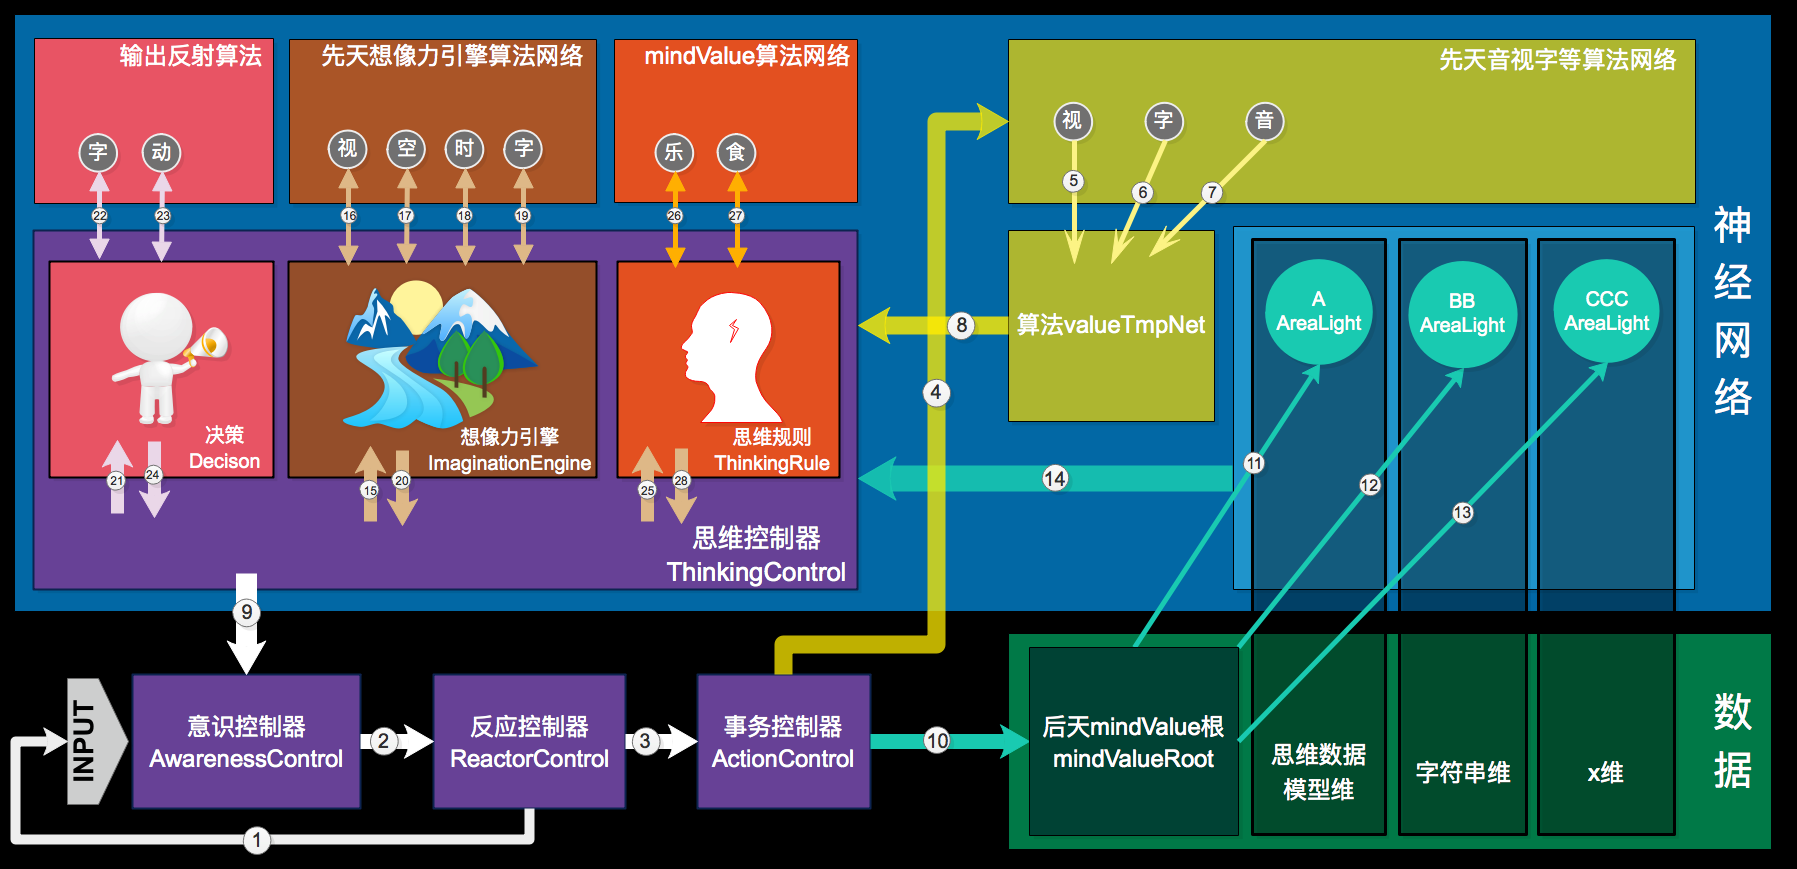 输出反射算法
字
动
22
23
先天想像力引擎算法网络
视
空
时
字
16
17
18
19
mindValue算法网络
乐
食
26
27
先天音视字等算法网络
视
字
音
5
6
7
神经网络
决策
Decison
21
24
想像力引擎
ImaginationEngine
15
20
思维规则
ThinkingRule
25
28
思维控制器
ThinkingControl
8
算法valueTmpNet
4
14
A
AreaLight
BB
AreaLight
CCC
AreaLight
11
12
13
9
INPUT
意识控制器
AwarenessControl
2
反应控制器
ReactorControl
3
事务控制器
ActionControl
10
后天mindValue根
mindValueRoot
思维数据
模型维
字符串维
x维
数据
1